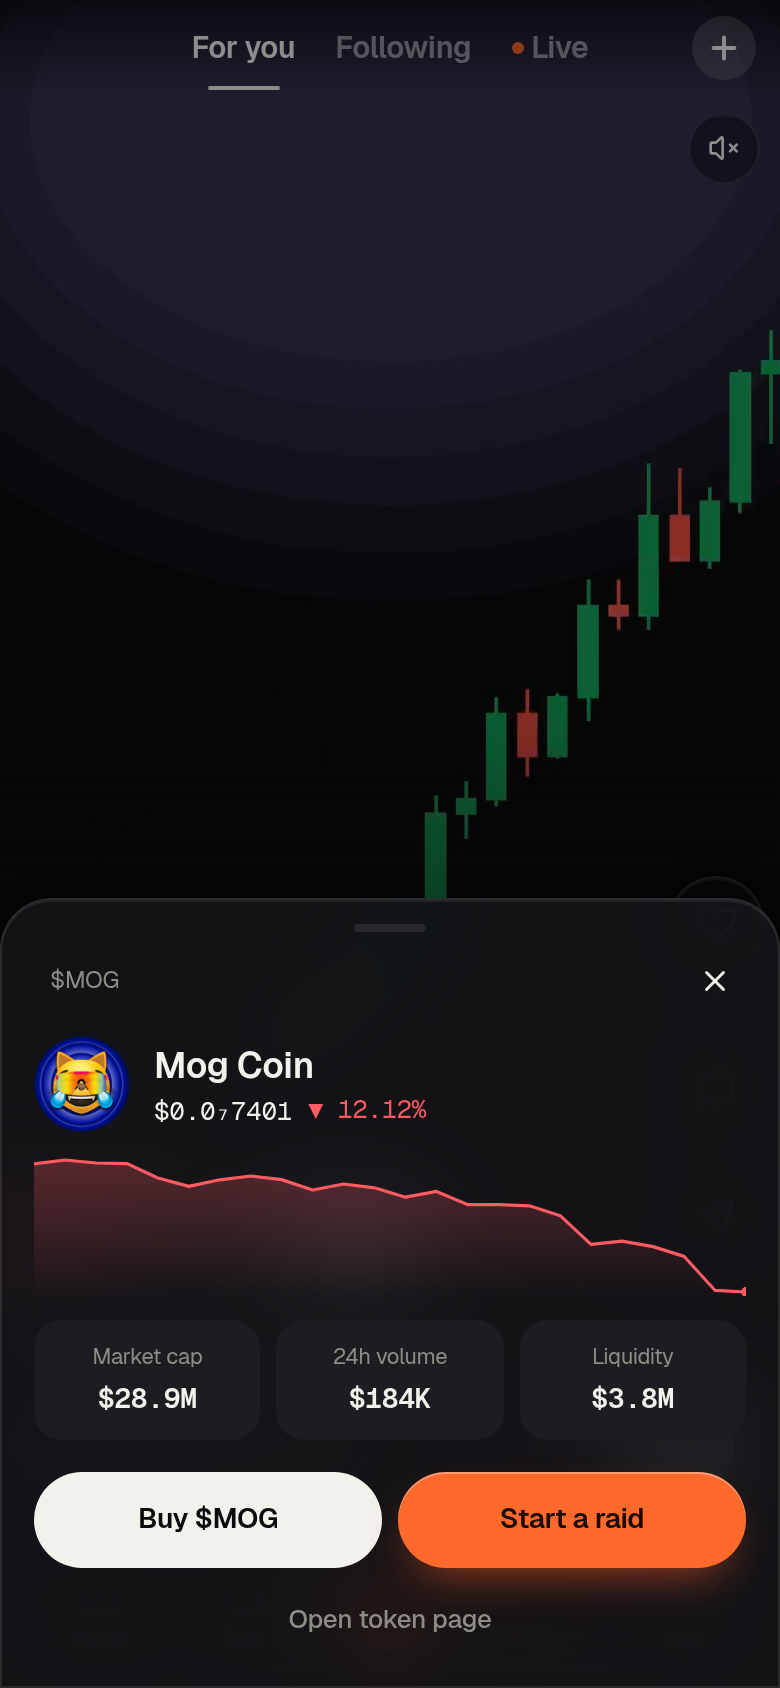 For you Following Live
$MOG
Mog Coin
$0.0₇7401 ▼ 12.12%
Market cap 24h volume Liquidity
$28.9M $184K $3.8M
Buy $MOG Start a raid
Open token page